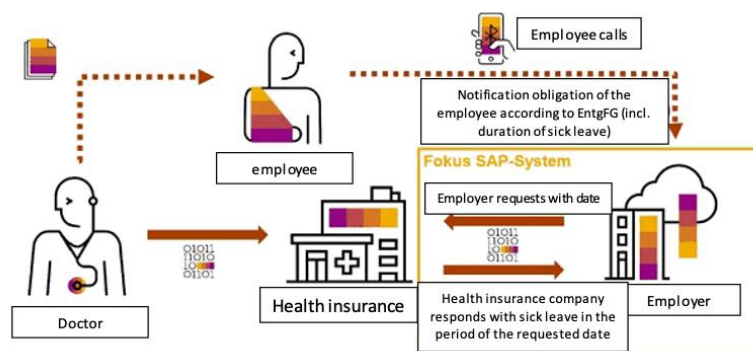 Employee calls
Notification obligation of the
employee according to EntgFG (incl.
duration of sick leave)
employee
Fokus SAP-System
Employer requests with date
01011
11010
01101
01011
11010
01101
Doctor
Health insurance
Health insurance company
responds with sick leave in the
period of the requested date
Employer